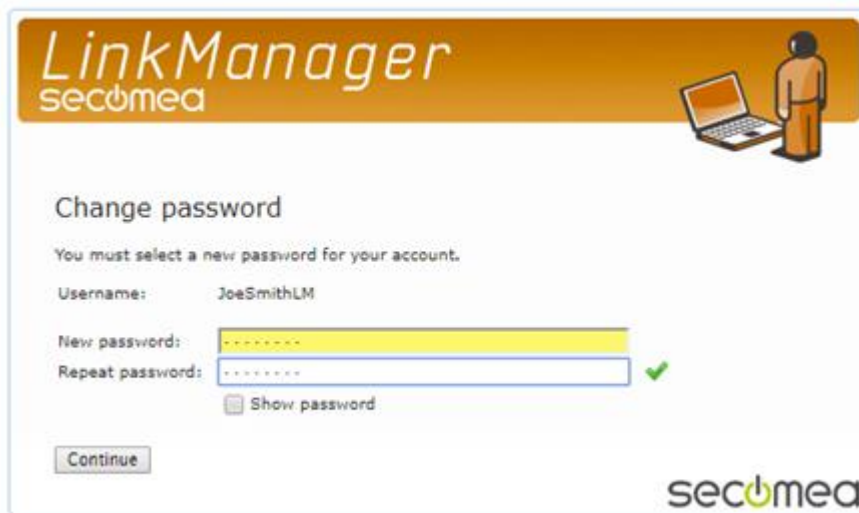 LinkManager
secomea
Change password
You must select a new password for your account.
Username: JoeSmithLM
New password: ........
Repeat password: ........
Show password
Continue
secomea